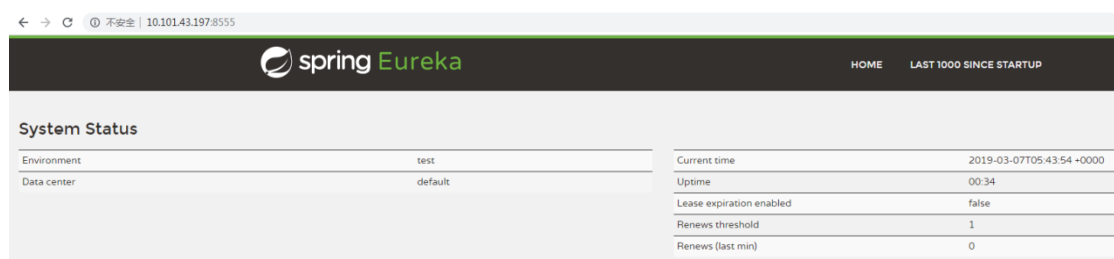 不安全 | 10.101.43.197:8555
spring Eureka
HOME LAST 1000 SINCE STARTUP
System Status
Environment test
Data center default
Current time 2019-03-07T05:43:54 +0000
Uptime 00:34
Lease expiration enabled false
Renews threshold 1
Renews (last min) 0